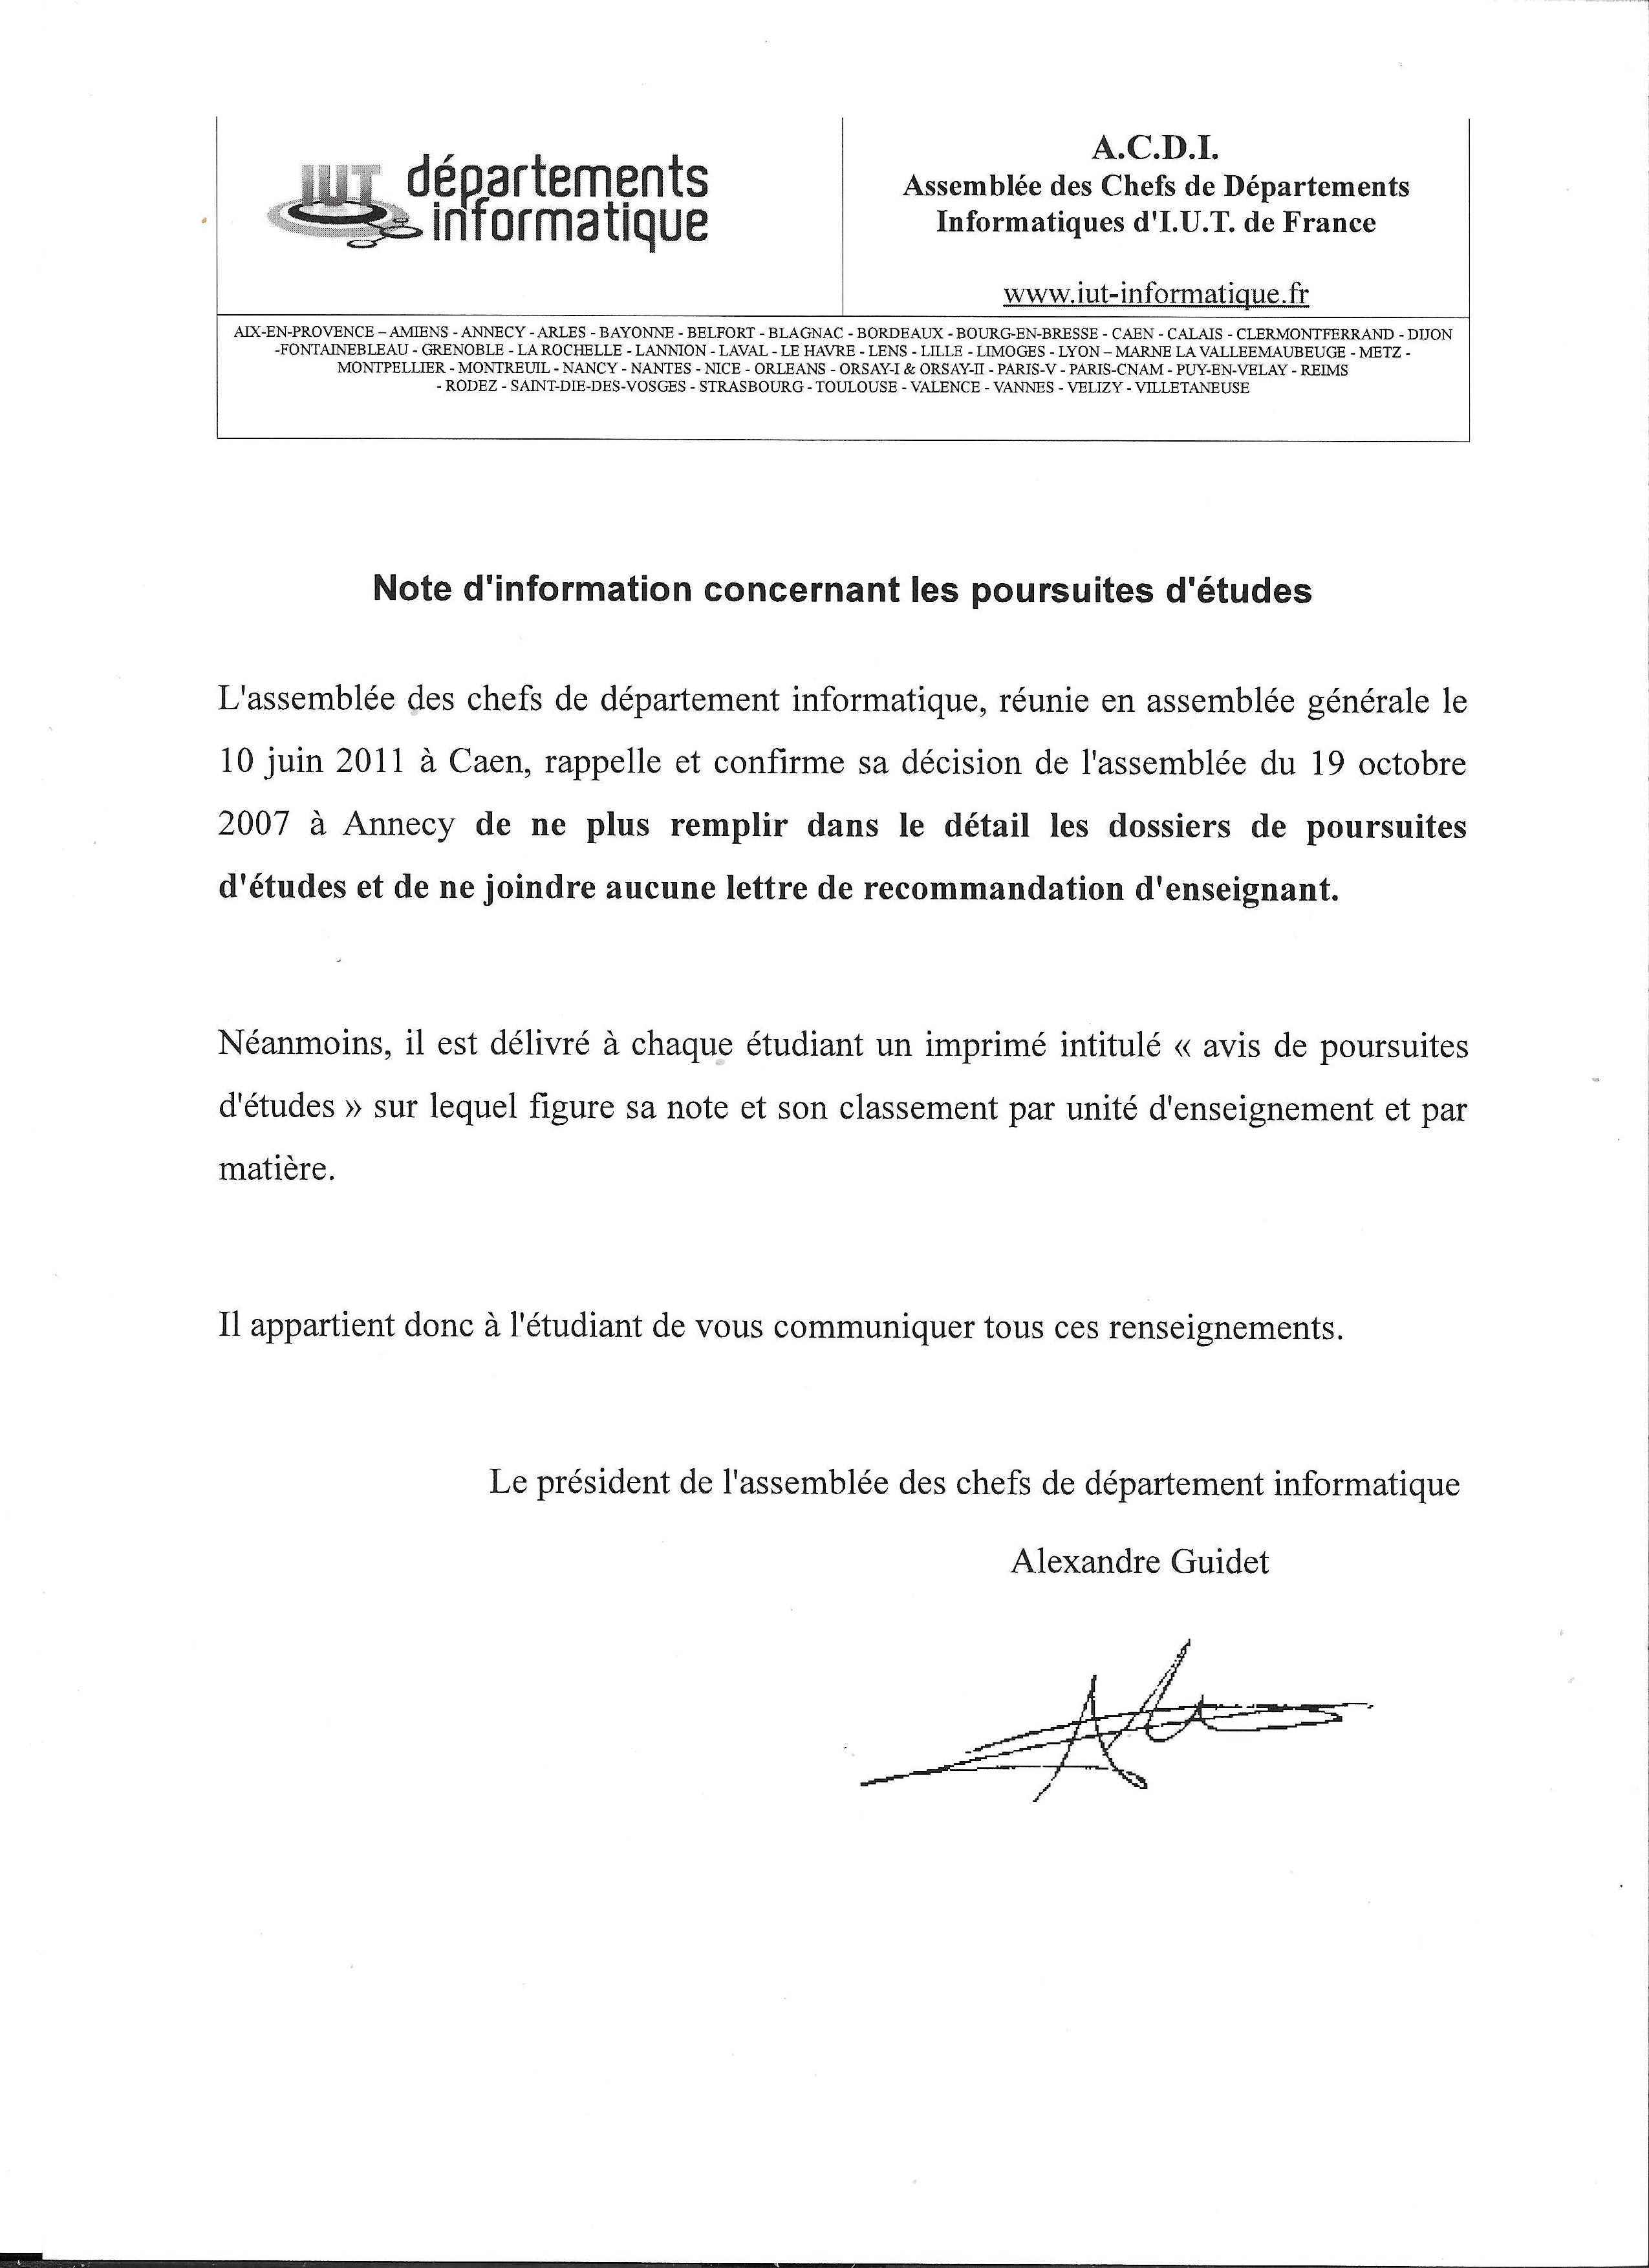 IUT départements
informatique
A.C.D.I.
Assemblée des Chefs de Départements
Informatiques d'I.U.T. de France
www.iut-informatique.fr
AIX-EN-PROVENCE – AMIENS - ANNECY - ARLES - BAYONNE - BELFORT - BLAGNAC - BORDEAUX - BOURG-EN-BRESSE - CAEN - CALAIS - CLERMONTFERRAND - DIJON
-FONTAINEBLEAU - GRENOBLE - LA ROCHELLE - LANNION - LAVAL - LE HAVRE - LENS - LILLE - LIMOGES - LYON – MARNE LA VALLEEMAUBEUGE - METZ -
MONTPELLIER - MONTREUIL - NANCY - NANTES - NICE - ORLEANS - ORSAY-I & ORSAY-II - PARIS-V - PARIS-CNAM - PUY-EN-VELAY - REIMS
- RODEZ - SAINT-DIE-DES-VOSGES - STRASBOURG - TOULOUSE - VALENCE - VANNES - VELIZY - VILLETANEUSE
Note d'information concernant les poursuites d'études
L'assemblée des chefs de département informatique, réunie en assemblée générale le
10 juin 2011 à Caen, rappelle et confirme sa décision de l'assemblée du 19 octobre
2007 à Annecy de ne plus remplir dans le détail les dossiers de poursuites
d'études et de ne joindre aucune lettre de recommandation d'enseignant.
Néanmoins, il est délivré à chaque étudiant un imprimé intitulé « avis de poursuites
d'études » sur lequel figure sa note et son classement par unité d'enseignement et par
matière.
Il appartient donc à l'étudiant de vous communiquer tous ces renseignements.
Le président de l'assemblée des chefs de département informatique
Alexandre Guidet